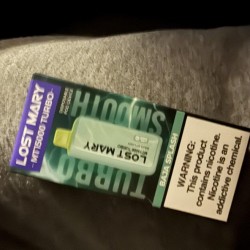 LOST MARY
MT15000 TURBO
SMOOTH
TURBO
LOST MARY
WARNING:
This product
contains nicotine.
Nicotine is an
addictive chemical.